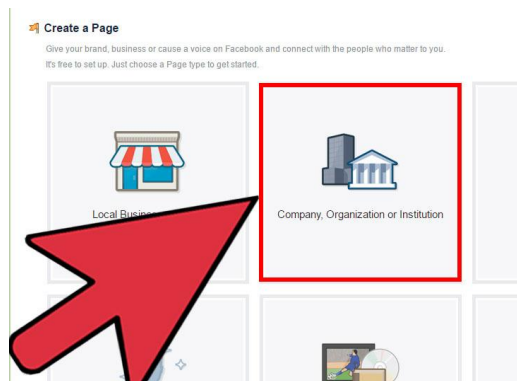 Create a Page
Give your brand, business or cause a voice on Facebook and connect with the people who matter to you.
It's free to set up. Just choose a Page type to get started.
Local
Company, Organization or Institution